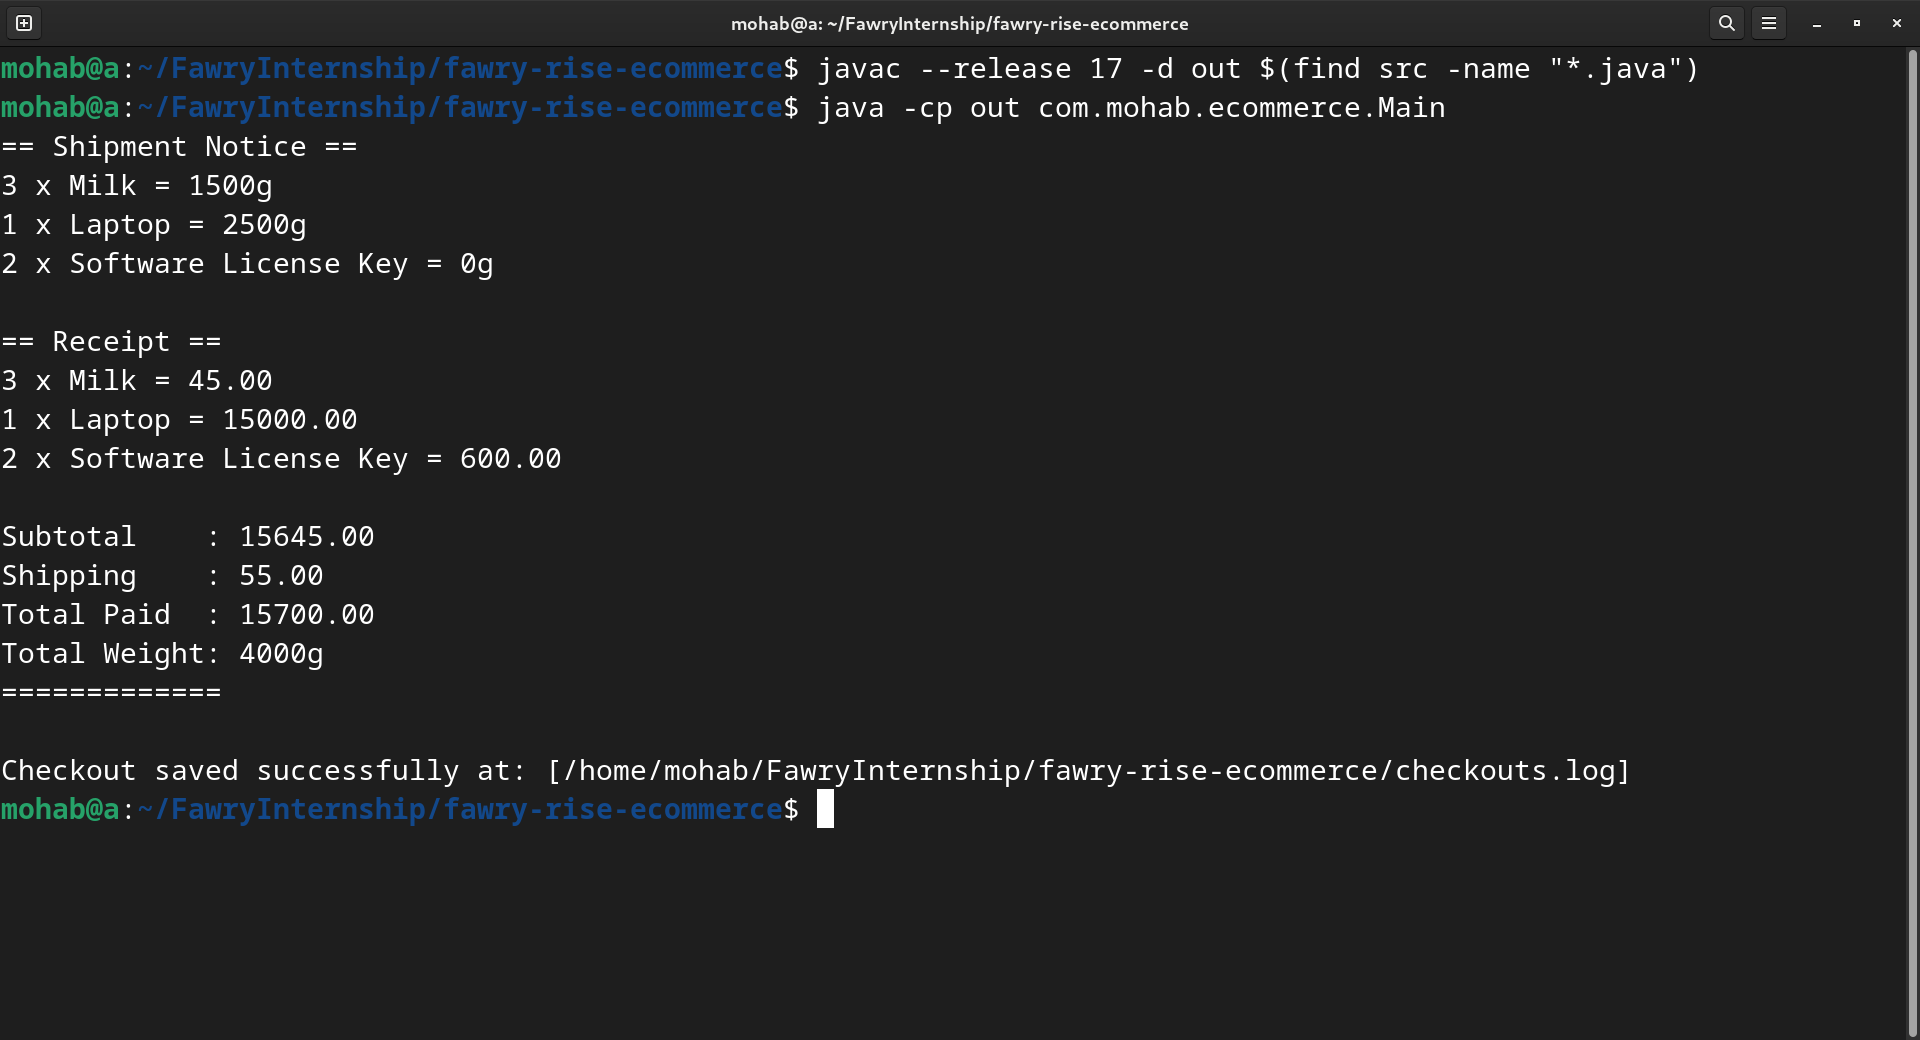 mohab@a: ~/FawryInternship/fawry-rise-ecommerce
mohab@a:~/FawryInternship/fawry-rise-ecommerce$ javac --release 17 -d out $(find src -name "*.java")
mohab@a:~/FawryInternship/fawry-rise-ecommerce$ java -cp out com.mohab.ecommerce.Main
== Shipment Notice ==
3 x Milk = 1500g
1 x Laptop = 2500g
2 x Software License Key = 0g

== Receipt ==
3 x Milk = 45.00
1 x Laptop = 15000.00
2 x Software License Key = 600.00

Subtotal    : 15645.00
Shipping    : 55.00
Total Paid  : 15700.00
Total Weight: 4000g
=============

Checkout saved successfully at: [/home/mohab/FawryInternship/fawry-rise-ecommerce/checkouts.log]
mohab@a:~/FawryInternship/fawry-rise-ecommerce$